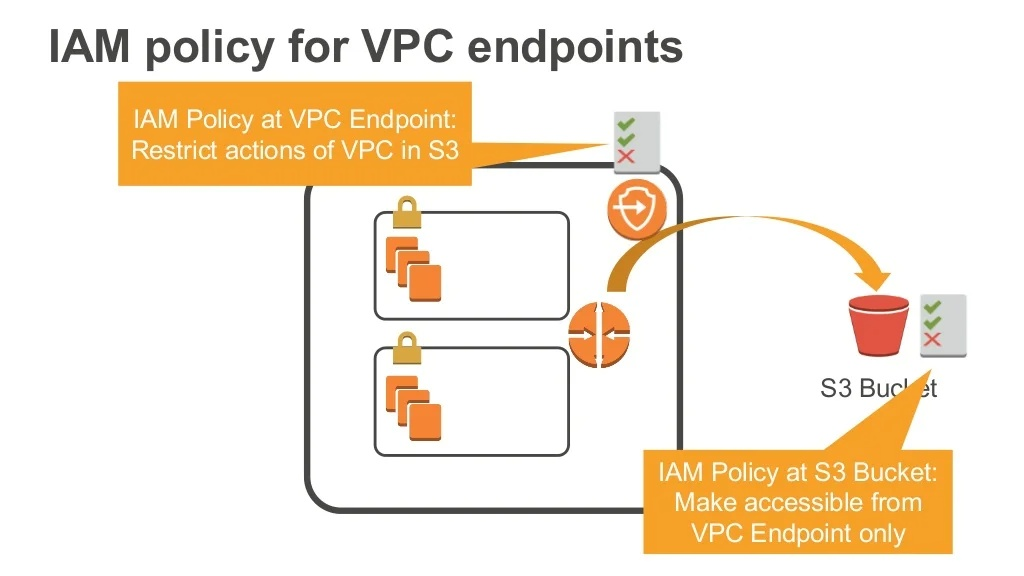 IAM policy for VPC endpoints
IAM Policy at VPC Endpoint:
Restrict actions of VPC in S3
S3 Bucket
IAM Policy at S3 Bucket:
Make accessible from
VPC Endpoint only